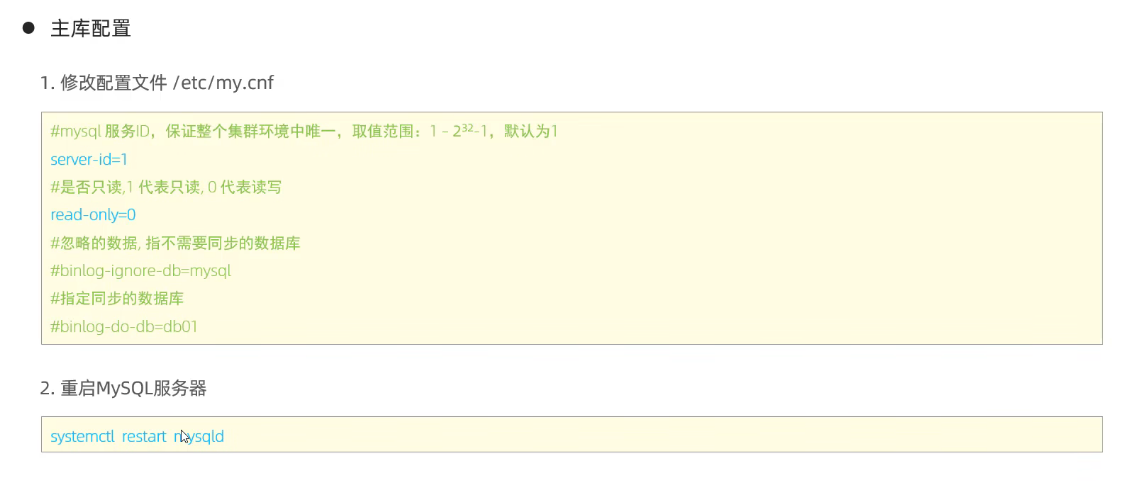 ● 主库配置
1. 修改配置文件 /etc/my.cnf
#mysql 服务ID，保证整个集群环境中唯一，取值范围：1 – 2³²-1，默认为1
server-id=1
#是否只读,1 代表只读, 0 代表读写
read-only=0
#忽略的数据, 指不需要同步的数据库
#binlog-ignore-db=mysql
#指定同步的数据库
#binlog-do-db=db01
2. 重启MySQL服务器
systemctl restart mysqld